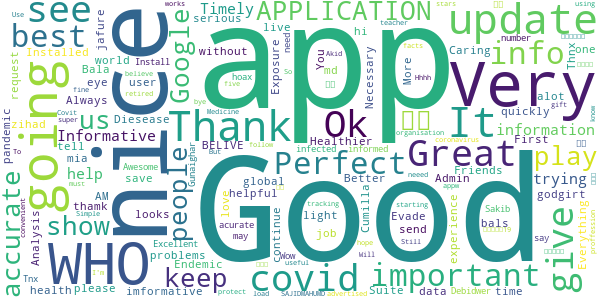 app
Good
nice
Very
WHO
going
update
Thank
Great
Perfect
covid
important
It
Ok
see
best
us
show
accurate
people
Google
APPLICATION
info
play
give
keep
Timely
serious
jafure
Installed
Informative
Bala
Always
world
eye
user
Install
works
live
hi
without
hoax
five
Exposure
need
You
md
Akid
Necessary
More
Hhhh
teacher
facts
So
stars
using
Caring
number
Thnx
one
alot
gift
quickly
information
First
trying
godgirt
Friends
Everything
profession
request
zihad
pandemic
To
Covit
super
believe
fine
retired
Diesease
BELIVE
Bye
Medicine
But
follow
infected
informed
Healthier
organisation
coronavirus
Better
Admin
tell
mia
help
AM
Awesome
save
thamk
Simple
must
convenient
looks
Gunaighar
helpful
global
love
acurate
may
tracking
light
job
Cumilla
Evade
send
starting
Still
bals
experience
Sakib
say
know
Analysis
Tnx
health
please
imformative
Excellent
problems
Endemic
I'm
protect
continue
Wow
useful
load
hope
Will
SAJIDMAHUMD
advertised
Suite
data
Debidwer
time
appe